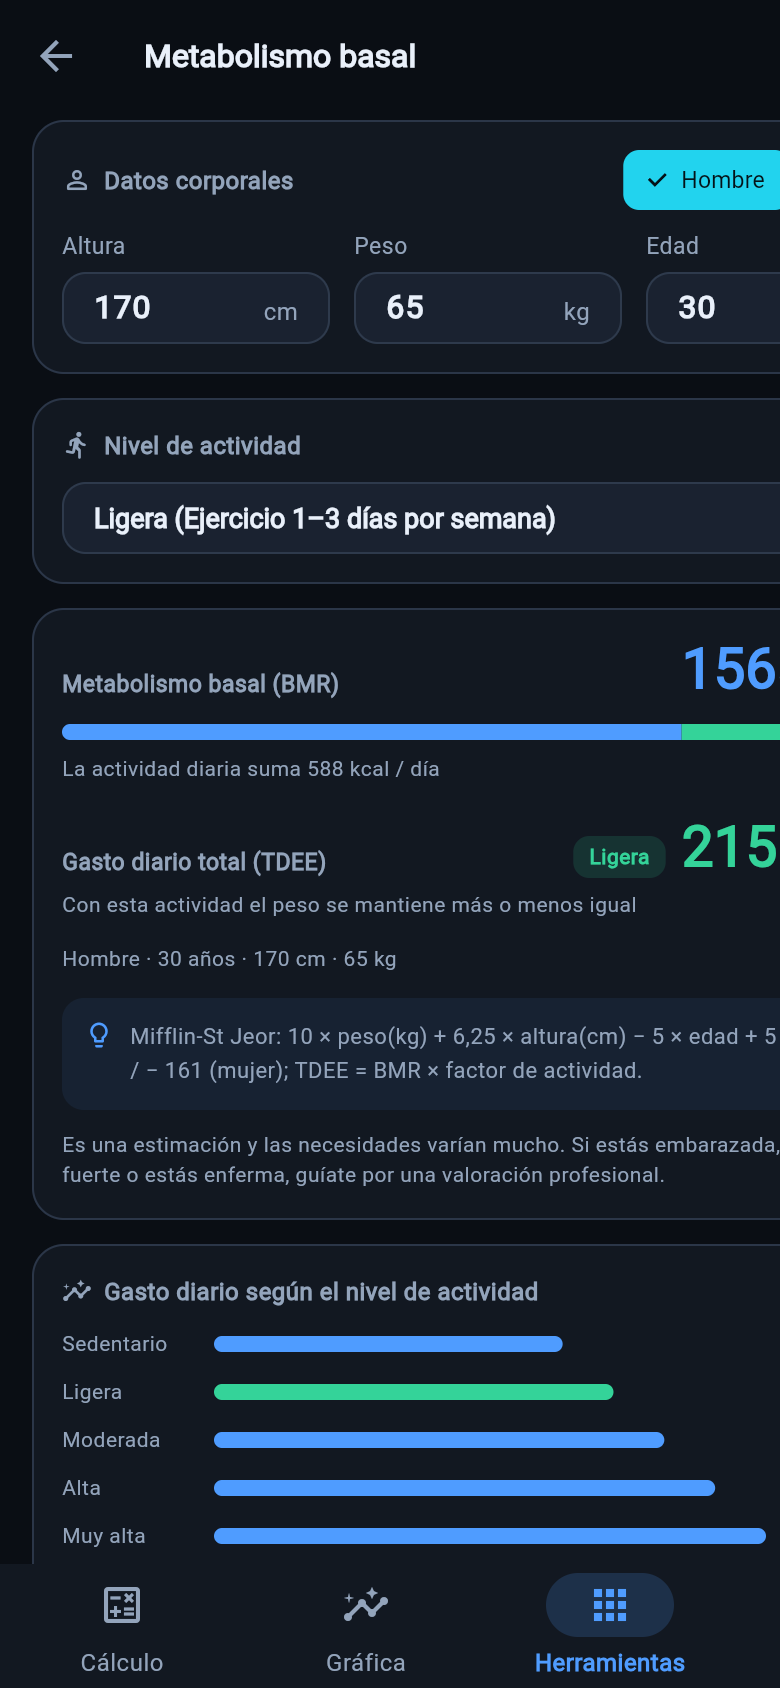 Metabolismo basal
Datos corporales
Hombre
Altura
Peso
Edad
170 cm
65 kg
30
Nivel de actividad
Ligera (Ejercicio 1–3 días por semana)
Metabolismo basal (BMR)
156
La actividad diaria suma 588 kcal / día
Gasto diario total (TDEE)
Ligera
215
Con esta actividad el peso se mantiene más o menos igual
Hombre · 30 años · 170 cm · 65 kg
Mifflin-St Jeor: 10 × peso(kg) + 6,25 × altura(cm) − 5 × edad + 5
/ − 161 (mujer); TDEE = BMR × factor de actividad.
Es una estimación y las necesidades varían mucho. Si estás embarazada,
fuerte o estás enferma, guíate por una valoración profesional.
Gasto diario según el nivel de actividad
Sedentario
Ligera
Moderada
Alta
Muy alta
Cálculo
Gráfica
Herramientas